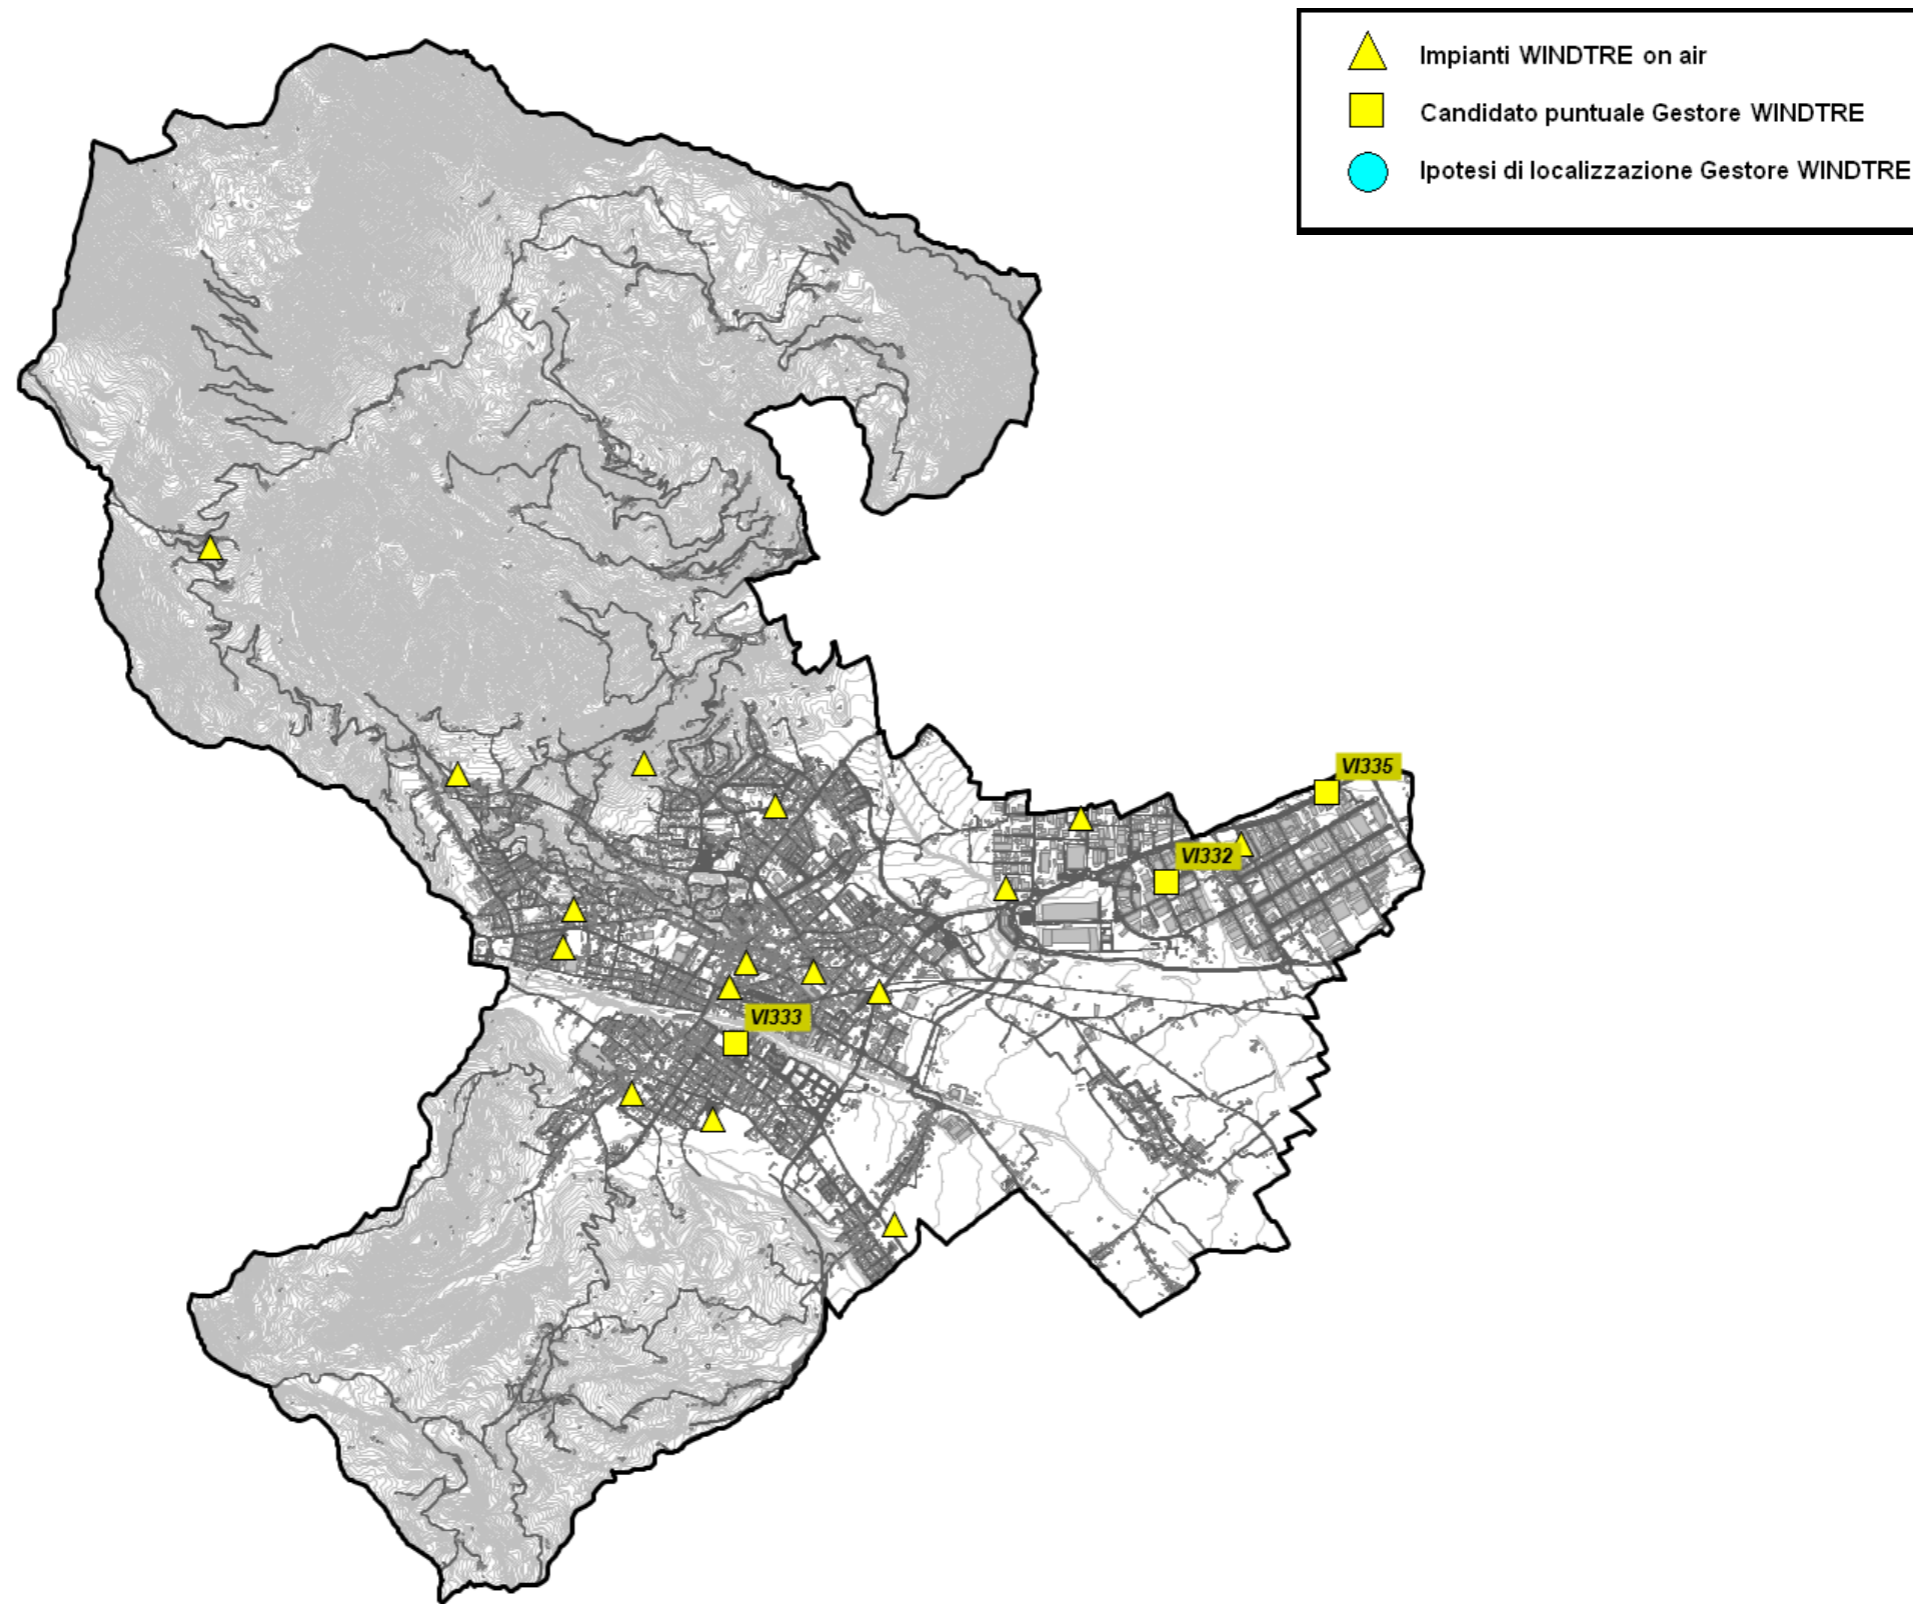 Impianti WINDTRE on air
Candidato puntuale Gestore WINDTRE
Ipotesi di localizzazione Gestore WINDTRE
VI335
VI332
VI333